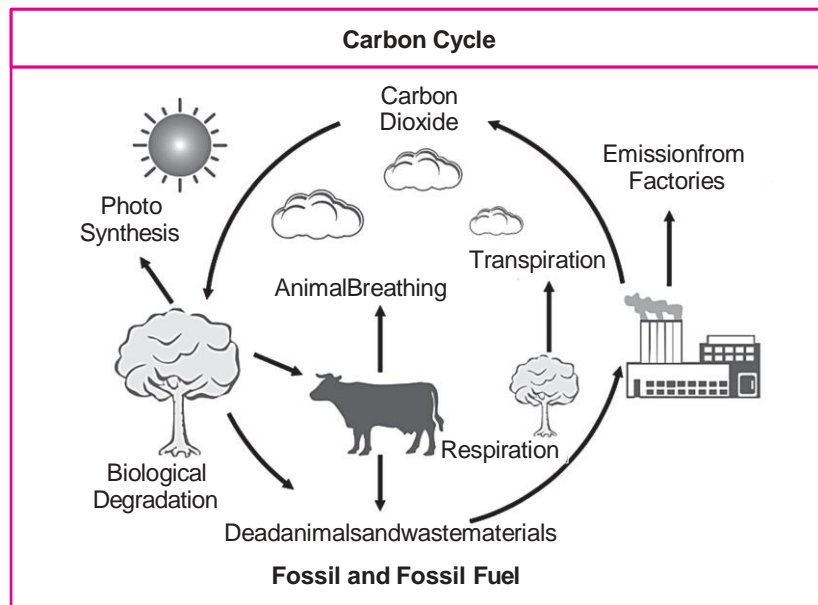 Carbon Cycle
Carbon
Dioxide
Emissionfrom
Factories
Photo
Synthesis
Transpiration
AnimalBreathing
Respiration
Biological
Degradation
Deadanimalsandwastematerials
Fossil and Fossil Fuel